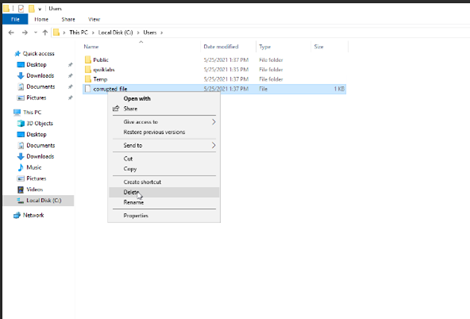 Users
File Home Share View
This PC > Local Disk (C:) > Users >
Name Date modified Type Size
Quick access
Desktop
Downloads
Documents
Pictures
This PC
3D Objects
Desktop
Documents
Downloads
Music
Pictures
Videos
Local Disk (C:)
Network
Public 5/25/2021 1:37 PM File folder
qwiklabs 5/25/2021 1:35 PM File folder
Temp 5/25/2021 1:37 PM File folder
corrupted_file 5/25/2021 1:37 PM File 1 KB
Open with
Share
Give access to
Restore previous versions
Send to
Cut
Copy
Create shortcut
Delete
Rename
Properties